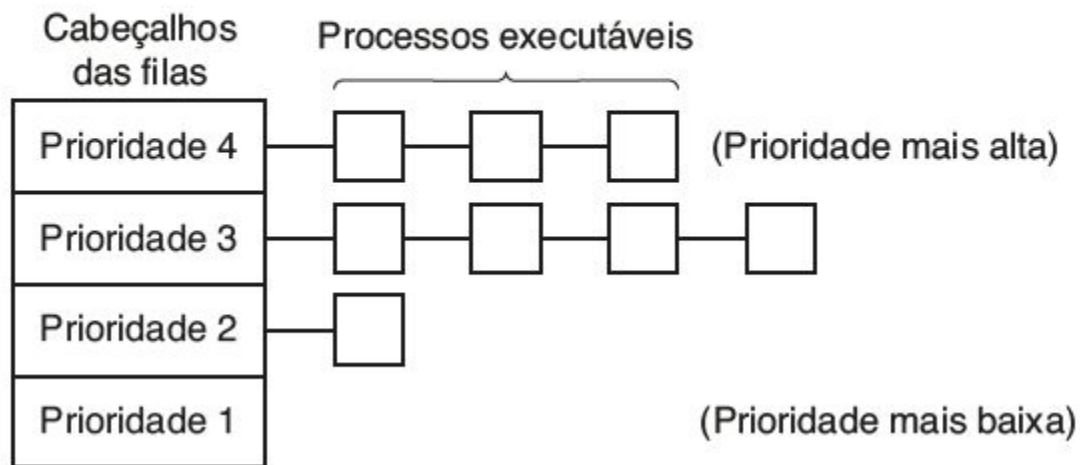 Cabeçalhos
das filas
Processos executáveis
Prioridade 4
(Prioridade mais alta)
Prioridade 3
Prioridade 2
Prioridade 1
(Prioridade mais baixa)